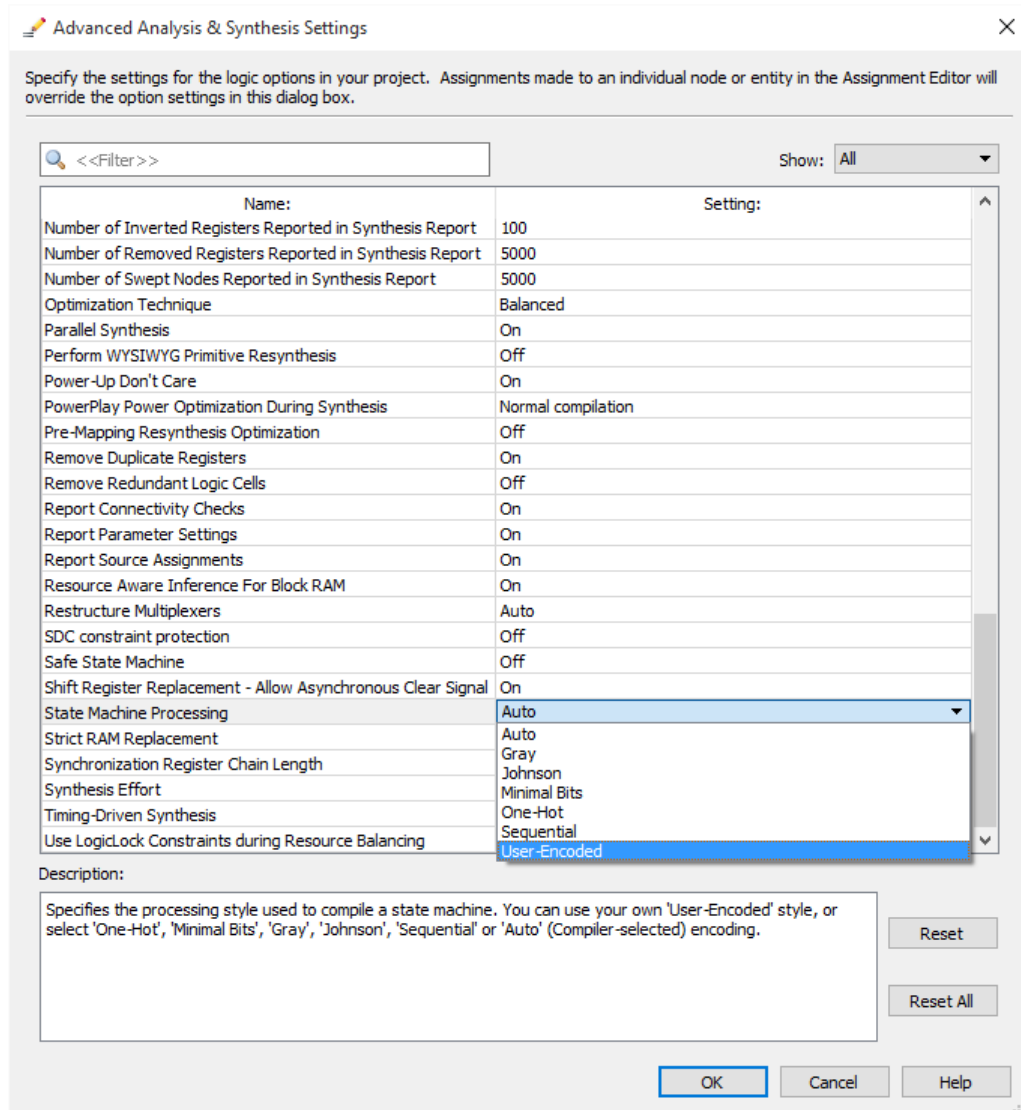 Advanced Analysis & Synthesis Settings
Specify the settings for the logic options in your project. Assignments made to an individual node or entity in the Assignment Editor will
override the option settings in this dialog box.
<<Filter>>
Show: All
Name: Setting:
Number of Inverted Registers Reported in Synthesis Report 100
Number of Removed Registers Reported in Synthesis Report 5000
Number of Swept Nodes Reported in Synthesis Report 5000
Optimization Technique Balanced
Parallel Synthesis On
Perform WYSIWYG Primitive Resynthesis Off
Power-Up Don't Care On
PowerPlay Power Optimization During Synthesis Normal compilation
Pre-Mapping Resynthesis Optimization Off
Remove Duplicate Registers On
Remove Redundant Logic Cells Off
Report Connectivity Checks On
Report Parameter Settings On
Report Source Assignments On
Resource Aware Inference For Block RAM On
Restructure Multiplexers Auto
SDC constraint protection Off
Safe State Machine Off
Shift Register Replacement - Allow Asynchronous Clear Signal On
State Machine Processing Auto
Strict RAM Replacement Auto
Synchronization Register Chain Length Gray
Johnson
Synthesis Effort Minimal Bits
Timing-Driven Synthesis One-Hot
Sequential
Use LogicLock Constraints during Resource Balancing User-Encoded
Description:
Specifies the processing style used to compile a state machine. You can use your own 'User-Encoded' style, or
select 'One-Hot', 'Minimal Bits', 'Gray', 'Johnson', 'Sequential' or 'Auto' (Compiler-selected) encoding.
Reset
Reset All
OK Cancel Help